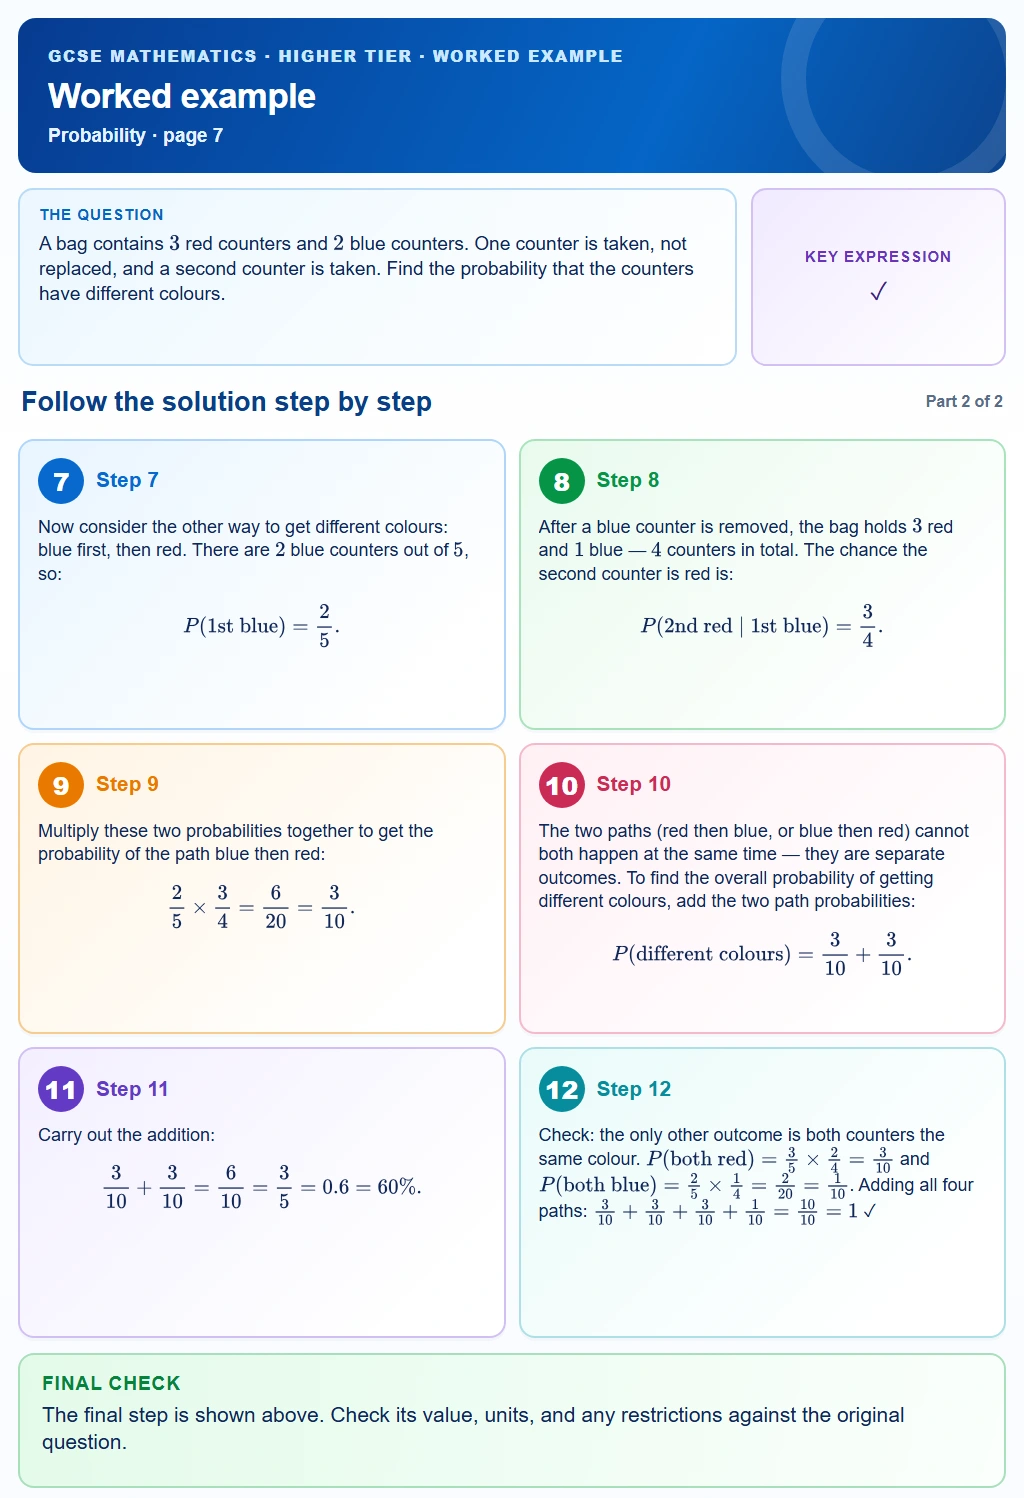 GCSE MATHEMATICS · HIGHER TIER · WORKED EXAMPLE
Worked example
Probability · page 7
THE QUESTION
A bag contains 3 red counters and 2 blue counters. One counter is taken, not
replaced, and a second counter is taken. Find the probability that the counters
have different colours.
KEY EXPRESSION
✓
Follow the solution step by step
Part 2 of 2
7 Step 7
Now consider the other way to get different colours:
blue first, then red. There are 2 blue counters out of 5,
so:
P(1st blue) = 2/5.
8 Step 8
After a blue counter is removed, the bag holds 3 red
and 1 blue — 4 counters in total. The chance the
second counter is red is:
P(2nd red | 1st blue) = 3/4.
9 Step 9
Multiply these two probabilities together to get the
probability of the path blue then red:
2/5 × 3/4 = 6/20 = 3/10.
10 Step 10
The two paths (red then blue, or blue then red) cannot
both happen at the same time — they are separate
outcomes. To find the overall probability of getting
different colours, add the two path probabilities:
P(different colours) = 3/10 + 3/10.
11 Step 11
Carry out the addition:
3/10 + 3/10 = 6/10 = 3/5 = 0.6 = 60%.
12 Step 12
Check: the only other outcome is both counters the
same colour. P(both red) = 3/5 × 2/4 = 3/10 and
P(both blue) = 2/5 × 1/4 = 2/20 = 1/10. Adding all four
paths: 3/10 + 3/10 + 3/10 + 1/10 = 10/10 = 1 ✓
FINAL CHECK
The final step is shown above. Check its value, units, and any restrictions against the original
question.